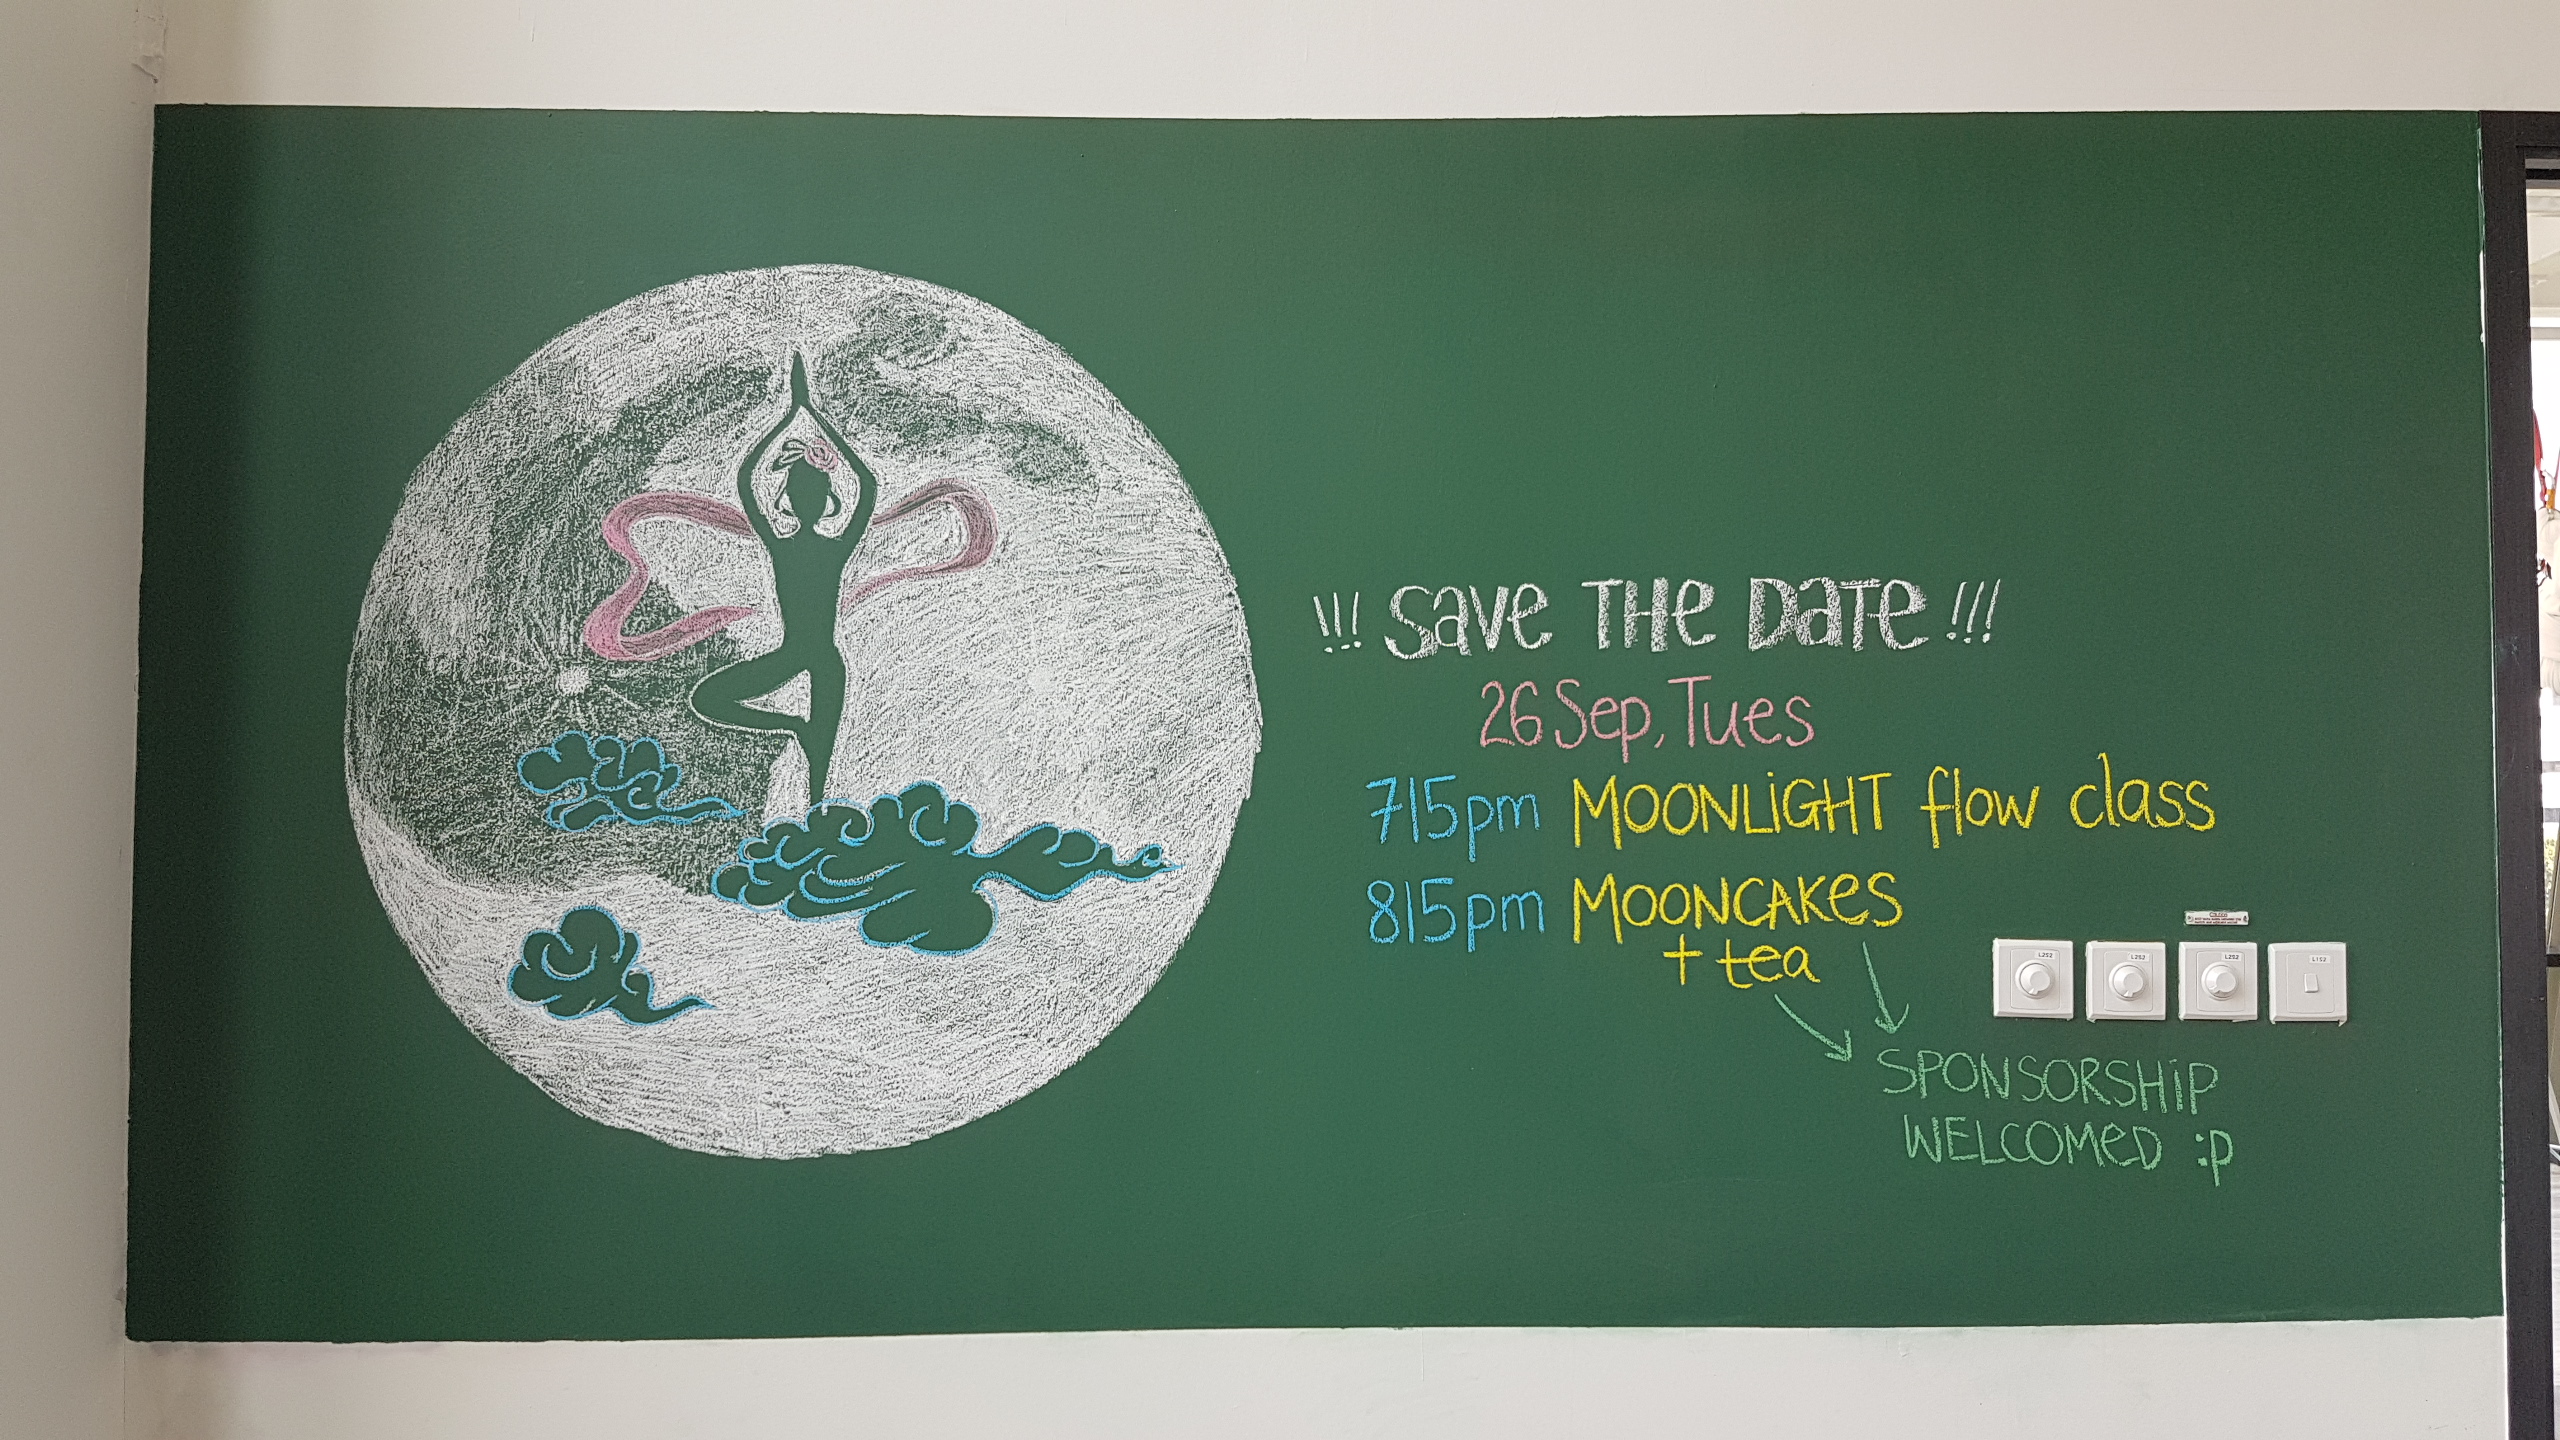 !!! Save THe DaTe !!!
26 Sep, Tues
715pm MOONLiGHT flow class
815pm MOONCAKes
+ tea
SPONSORSHiP
WELCOMeD :p
L2S2
L2S2
L2S2
L1S2